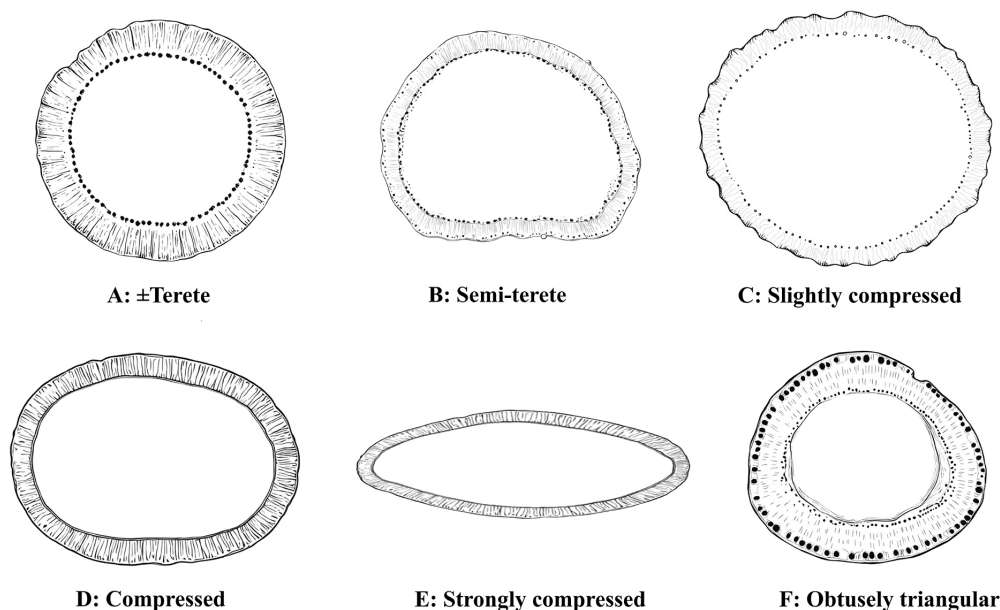 A: ±Terete
B: Semi-terete
C: Slightly compressed
D: Compressed
E: Strongly compressed
F: Obtusely triangular